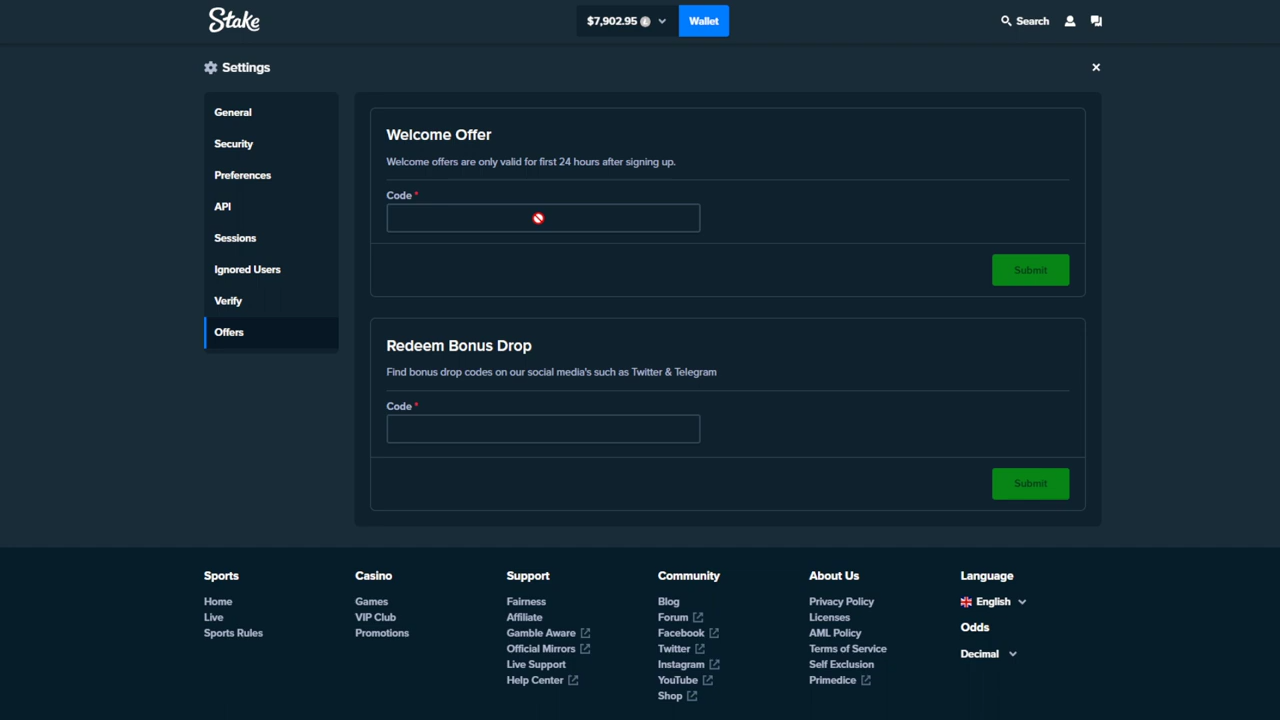 Stake
$7,902.95
Wallet
Search
Settings
General
Security
Preferences
API
Sessions
Ignored Users
Verify
Offers
Welcome Offer
Welcome offers are only valid for first 24 hours after signing up.
Code *
Submit
Redeem Bonus Drop
Find bonus drop codes on our social media's such as Twitter & Telegram
Code *
Submit
Sports
Home
Live
Sports Rules
Casino
Games
VIP Club
Promotions
Support
Fairness
Affiliate
Gamble Aware
Official Mirrors
Live Support
Help Center
Community
Blog
Forum
Facebook
Twitter
Instagram
YouTube
Shop
About Us
Privacy Policy
Licenses
AML Policy
Terms of Service
Self Exclusion
Primedice
Language
English
Odds
Decimal